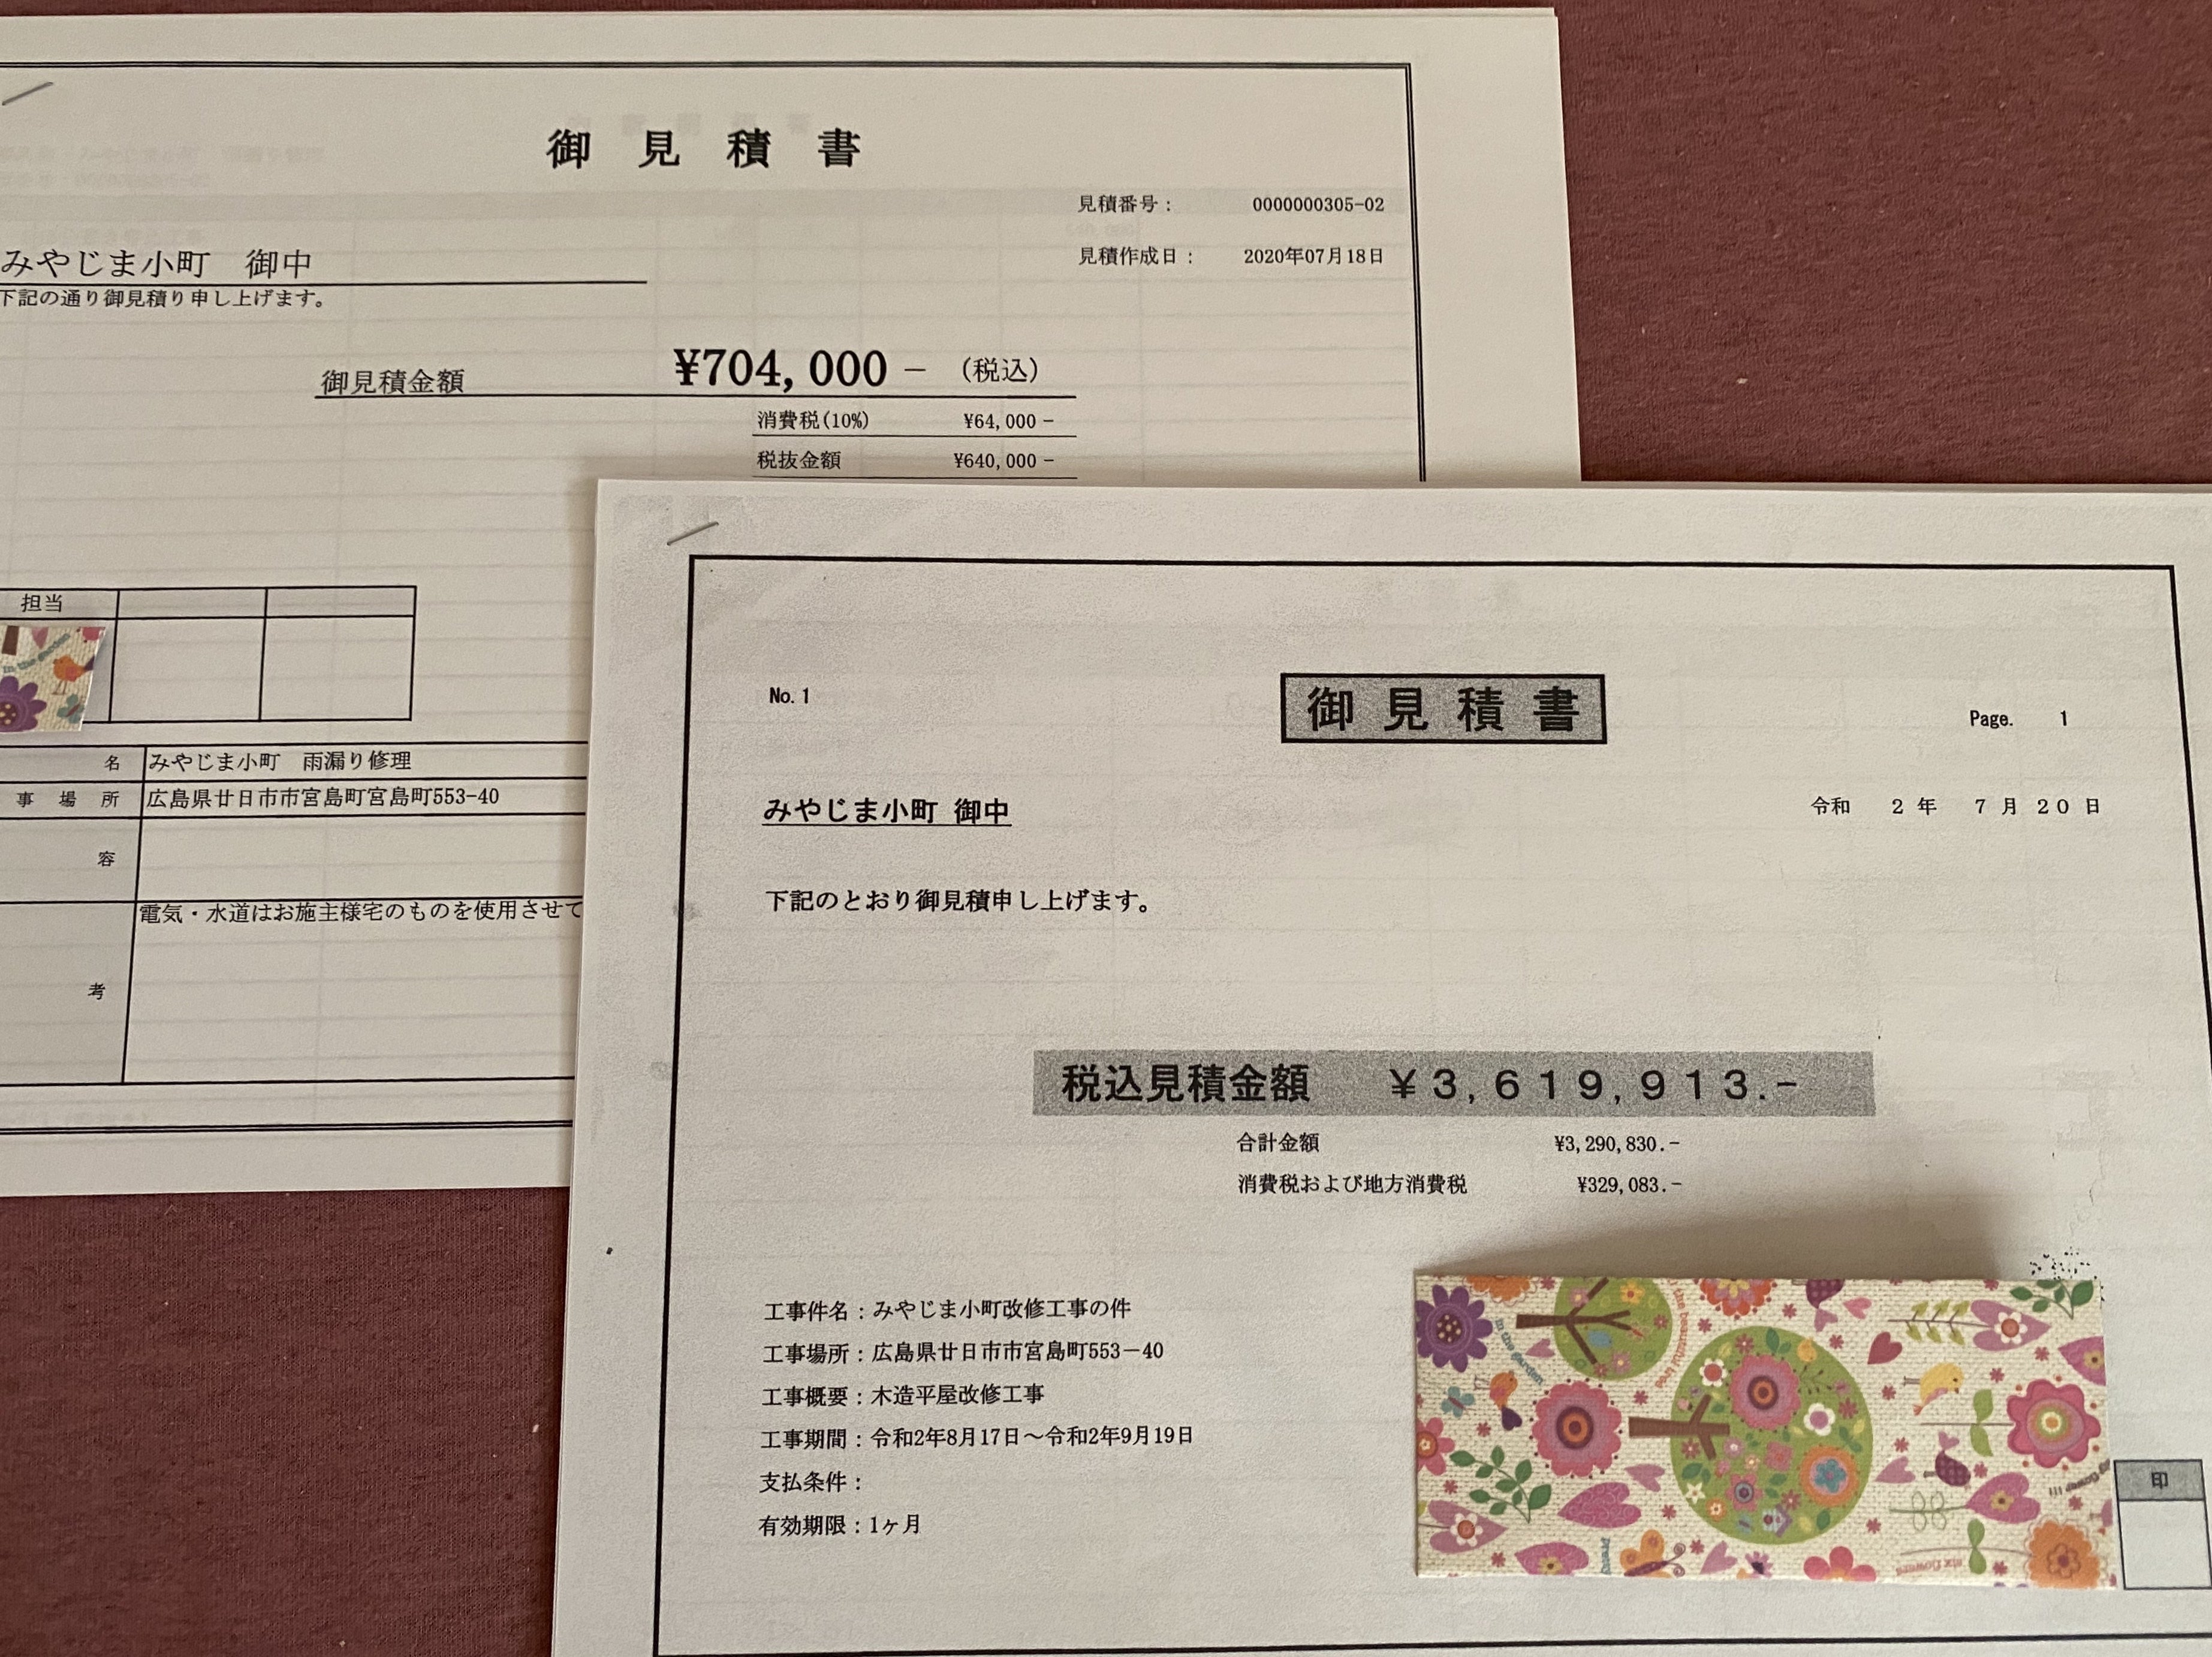 御見積書
見積番号： 0000000305-02
見積作成日： 2020年07月18日
みやじま小町 御中
下記の通り御見積り申し上げます。
御見積金額 ¥704,000－ (税込)
消費税(10%) ¥64,000－
税抜金額 ¥640,000－
担当
in the garden
名 みやじま小町 雨漏り修理
事場所 広島県廿日市市宮島町宮島町553-40
容
電気・水道はお施主様宅のものを使用させて
考
No.1
御見積書
Page. 1
みやじま小町 御中
令和 2年 7月20日
下記のとおり御見積申し上げます。
税込見積金額 ¥3,619,913.-
合計金額 ¥3,290,830.-
消費税および地方消費税 ¥329,083.-
工事件名：みやじま小町改修工事の件
工事場所：広島県廿日市市宮島町553－40
工事概要：木造平屋改修工事
工事期間：令和2年8月17日～令和2年9月19日
支払条件：
有効期限：1ヶ月
in the garden
印